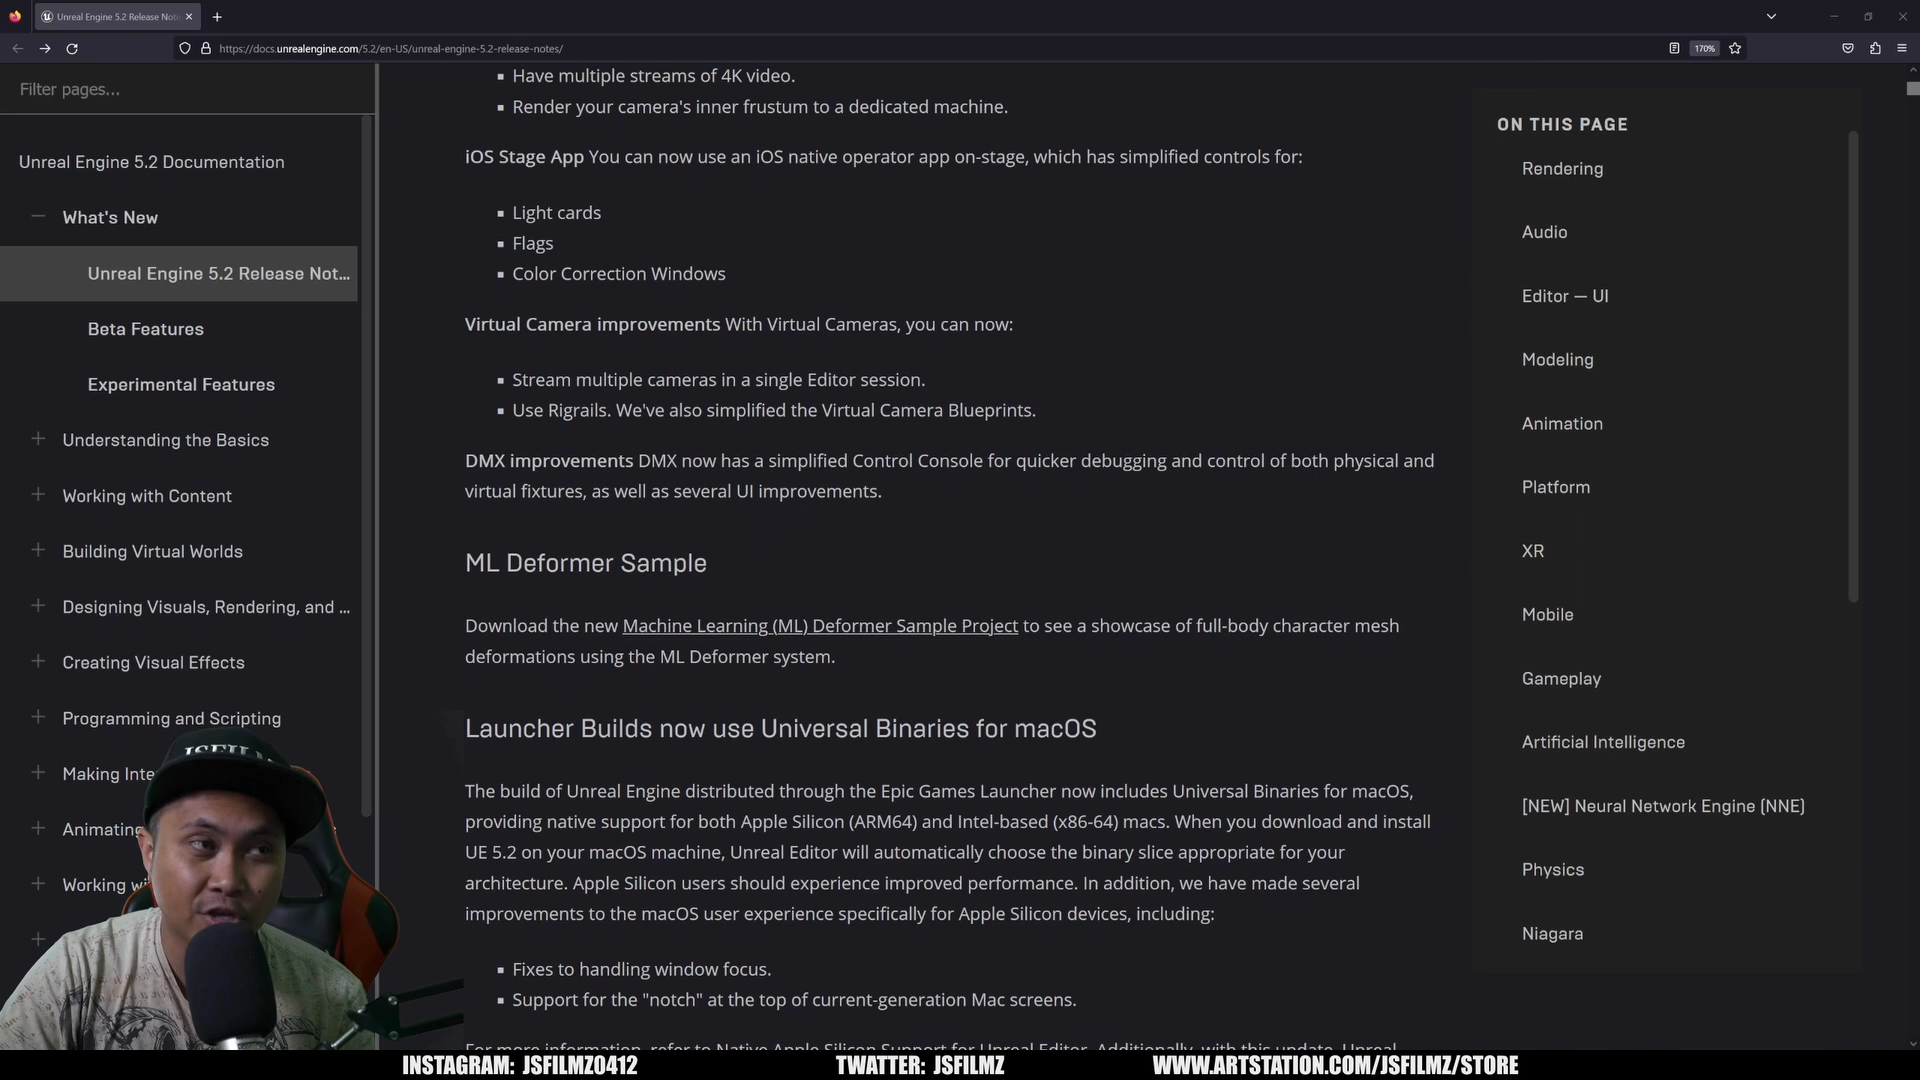 Unreal Engine 5.2 Release Note
https://docs.unrealengine.com/5.2/en-US/unreal-engine-5.2-release-notes/
170%
Filter pages...
Unreal Engine 5.2 Documentation
What's New
Unreal Engine 5.2 Release Not...
Beta Features
Experimental Features
Understanding the Basics
Working with Content
Building Virtual Worlds
Designing Visuals, Rendering, and ...
Creating Visual Effects
Programming and Scripting
Making Inte
Animating
Working wi
Have multiple streams of 4K video.
Render your camera's inner frustum to a dedicated machine.
iOS Stage App You can now use an iOS native operator app on-stage, which has simplified controls for:
Light cards
Flags
Color Correction Windows
Virtual Camera improvements With Virtual Cameras, you can now:
Stream multiple cameras in a single Editor session.
Use Rigrails. We've also simplified the Virtual Camera Blueprints.
DMX improvements DMX now has a simplified Control Console for quicker debugging and control of both physical and
virtual fixtures, as well as several UI improvements.
ML Deformer Sample
Download the new Machine Learning (ML) Deformer Sample Project to see a showcase of full-body character mesh
deformations using the ML Deformer system.
Launcher Builds now use Universal Binaries for macOS
The build of Unreal Engine distributed through the Epic Games Launcher now includes Universal Binaries for macOS,
providing native support for both Apple Silicon (ARM64) and Intel-based (x86-64) macs. When you download and install
UE 5.2 on your macOS machine, Unreal Editor will automatically choose the binary slice appropriate for your
architecture. Apple Silicon users should experience improved performance. In addition, we have made several
improvements to the macOS user experience specifically for Apple Silicon devices, including:
Fixes to handling window focus.
Support for the "notch" at the top of current-generation Mac screens.
For more information, refer to Native Apple Silicon Support for Unreal Editor. Additionally, with this update, Unreal
ON THIS PAGE
Rendering
Audio
Editor — UI
Modeling
Animation
Platform
XR
Mobile
Gameplay
Artificial Intelligence
[NEW] Neural Network Engine (NNE)
Physics
Niagara
INSTAGRAM: JSFILMZ0412
TWATTER: JSFILMZ
WWW.ARTSTATION.COM/JSFILMZ/STORE